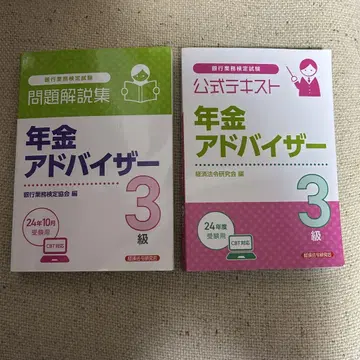 銀行業務検定試験
問題解説集
年金
アドバイザー
3
級
銀行業務検定協会 編
24年10月
受験用
CBT対応
経済法令研究会
銀行業務検定試験
公式テキスト
年金
アドバイザー
3
級
経済法令研究会 編
24年度
受験用
CBT対応
経済法令研究会